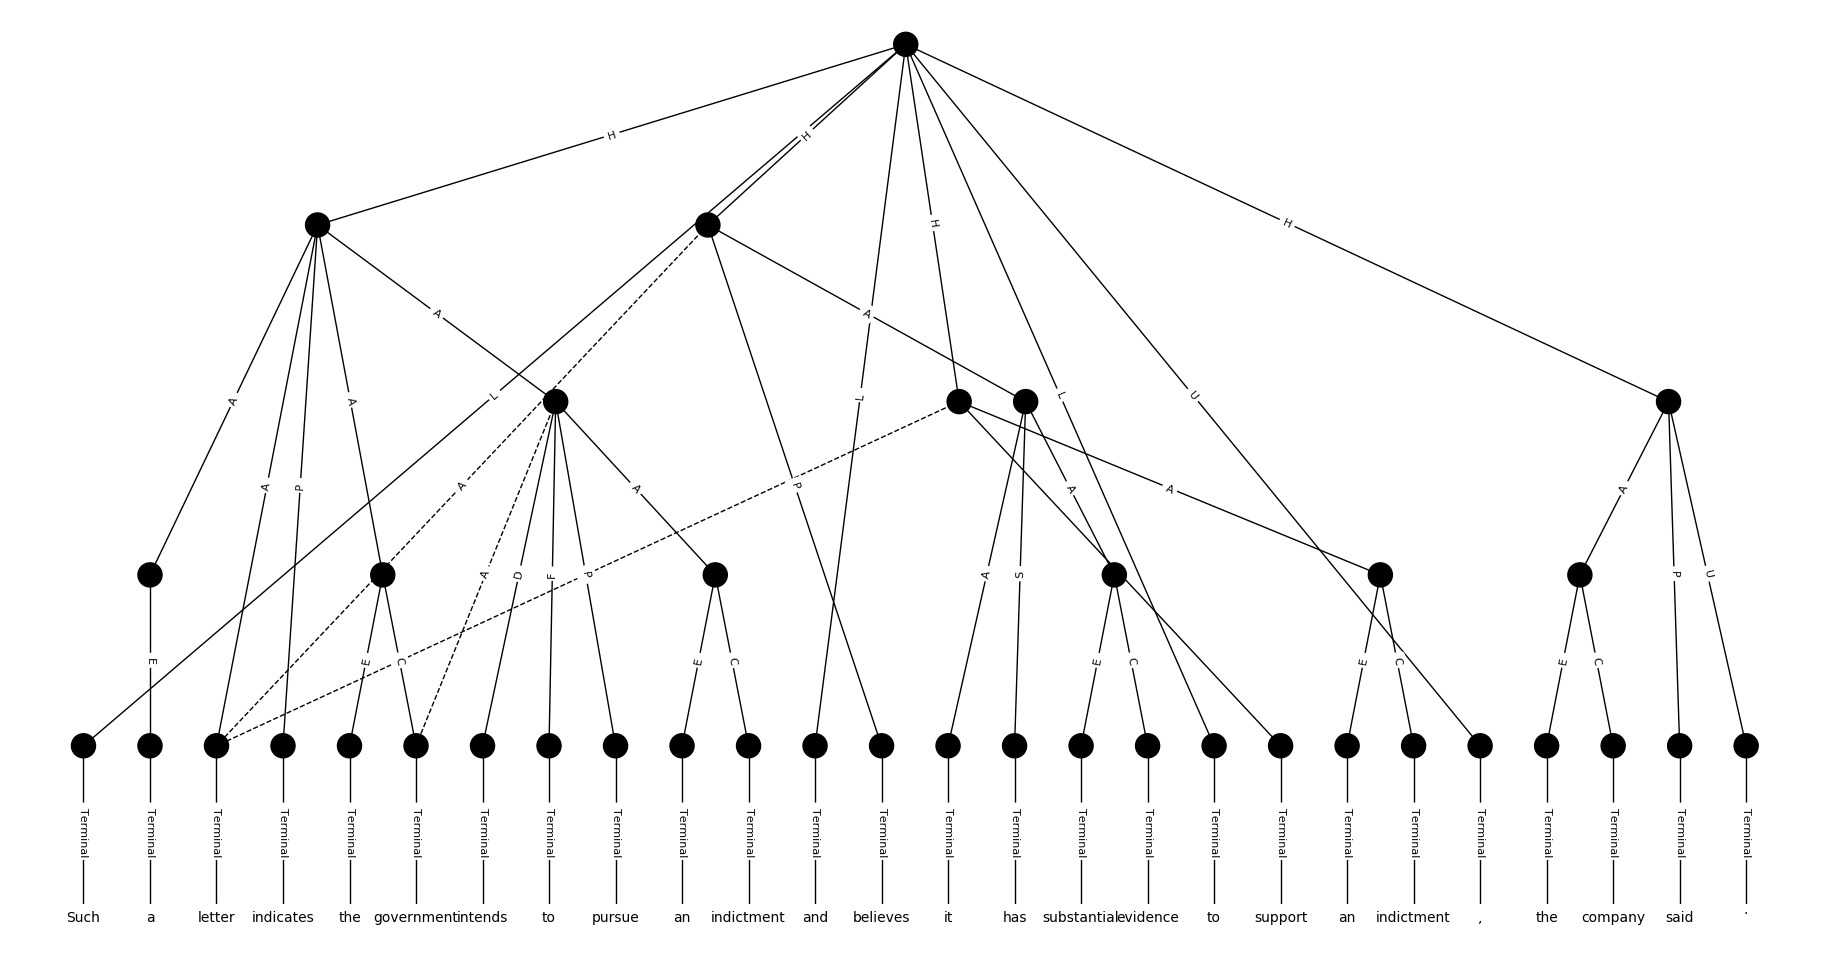 H H
H H
A A
A A L L L U
A P A P
A A A
A D F P A S A P U
E E C E C E C E C E C
Terminal Terminal Terminal Terminal Terminal Terminal Terminal Terminal Terminal Terminal Terminal Terminal Terminal Terminal Terminal Terminal Terminal Terminal Terminal Terminal Terminal Terminal Terminal Terminal Terminal Terminal
Such a letter indicates the government intends to pursue an indictment and believes it has substantial evidence to support an indictment , the company said .